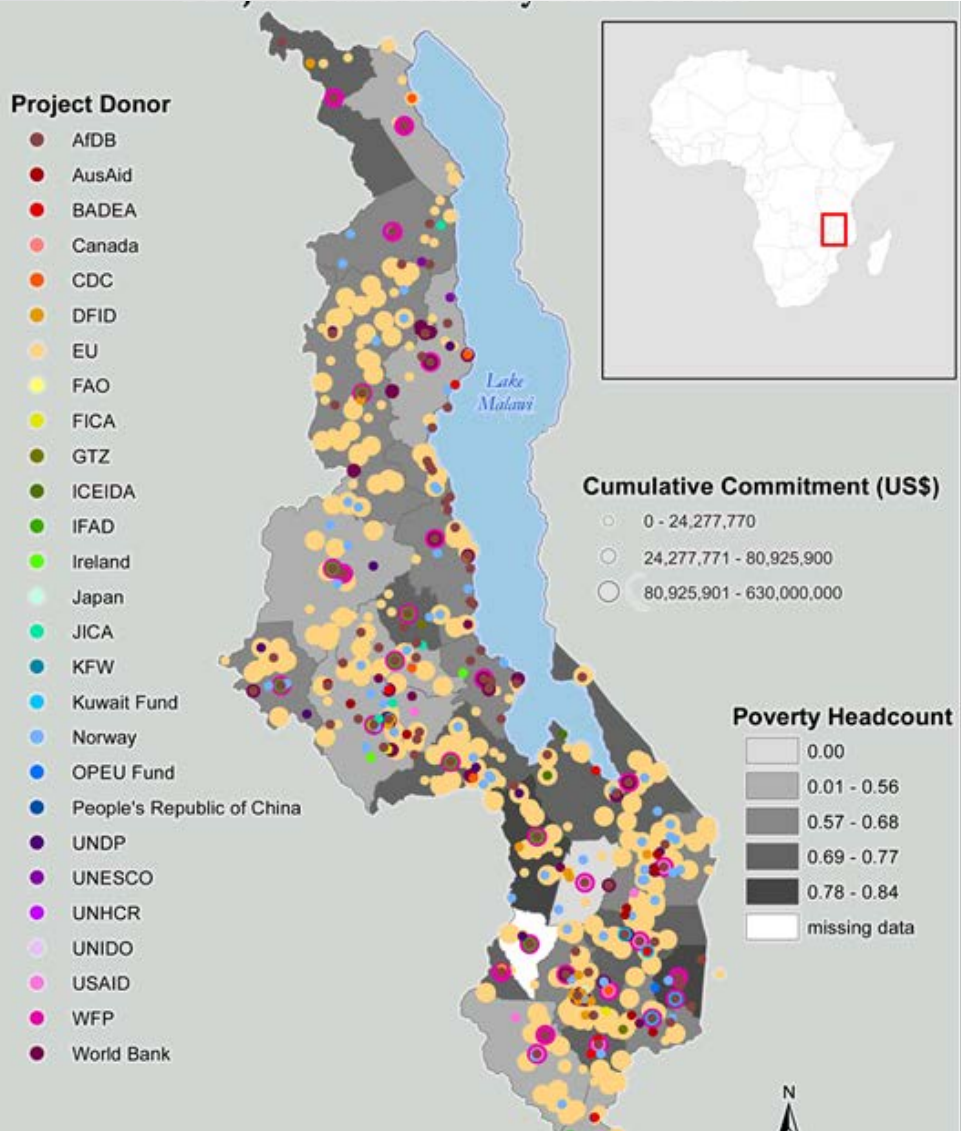 Project Donor
AfDB
AusAid
BADEA
Canada
CDC
DFID
EU
FAO
FICA
GTZ
ICEIDA
IFAD
Ireland
Japan
JICA
KFW
Kuwait Fund
Norway
OPEU Fund
People's Republic of China
UNDP
UNESCO
UNHCR
UNIDO
USAID
WFP
World Bank
Lake
Malawi
Cumulative Commitment (US$)
0 - 24,277,770
24,277,771 - 80,925,900
80,925,901 - 630,000,000
Poverty Headcount
0.00
0.01 - 0.56
0.57 - 0.68
0.69 - 0.77
0.78 - 0.84
missing data
N